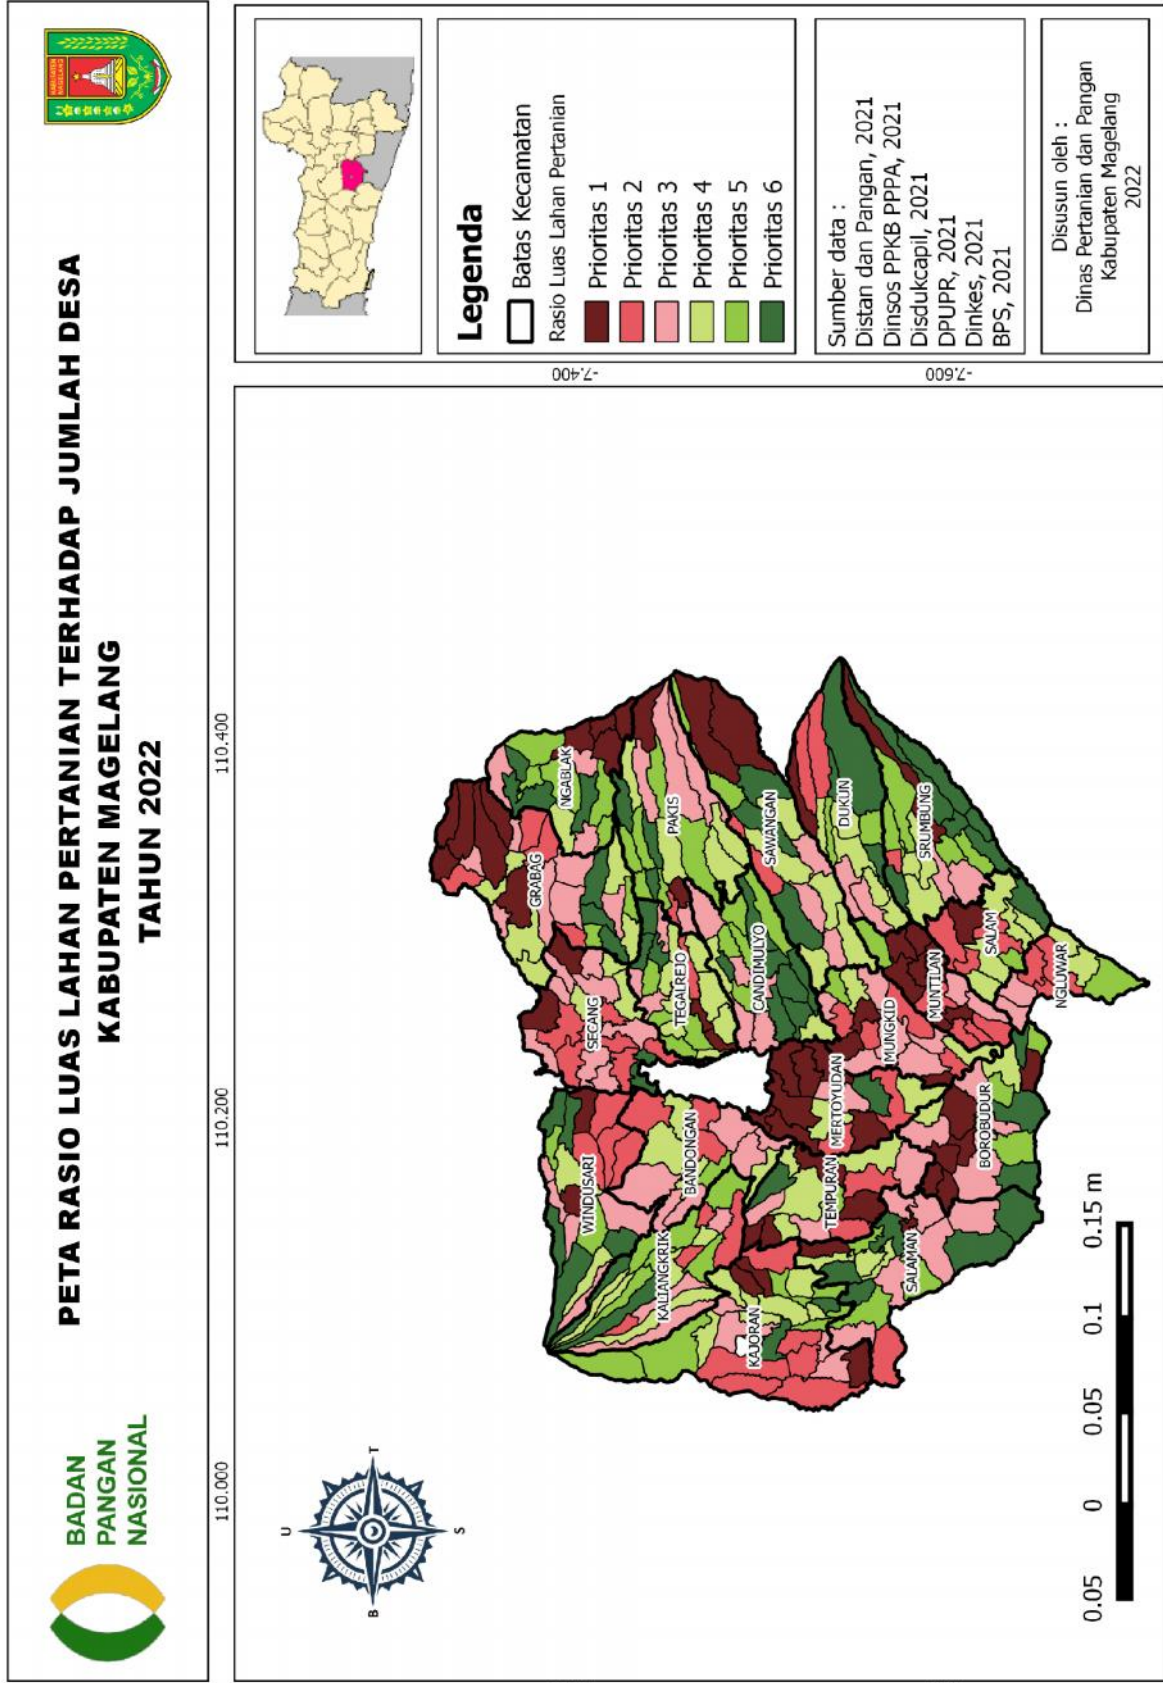 BADAN
PANGAN
NASIONAL
PETA RASIO LUAS LAHAN PERTANIAN TERHADAP JUMLAH DESA
KABUPATEN MAGELANG
TAHUN 2022
KABUPATEN
MAGELANG
110.000
110.200
110.400
-7.400
-7.600
U
T
S
B
NGABLAK
GRABAG
PAKIS
SECANG
TEGALREJO
SAWANGAN
DUKUN
CANDIMULYO
SRUMBUNG
WINDUSARI
BANDONGAN
MERTOYUDAN
MUNGKID
MUNTILAN
SALAM
NGLUWAR
KALIANGKRIK
TEMPURAN
BOROBUDUR
KAJORAN
SALAMAN
0.05
0
0.05
0.1
0.15 m
Legenda
Batas Kecamatan
Rasio Luas Lahan Pertanian
Prioritas 1
Prioritas 2
Prioritas 3
Prioritas 4
Prioritas 5
Prioritas 6
Sumber data :
Distan dan Pangan, 2021
Dinsos PPKB PPPA, 2021
Disdukcapil, 2021
DPUPR, 2021
Dinkes, 2021
BPS, 2021
Disusun oleh :
Dinas Pertanian dan Pangan
Kabupaten Magelang
2022